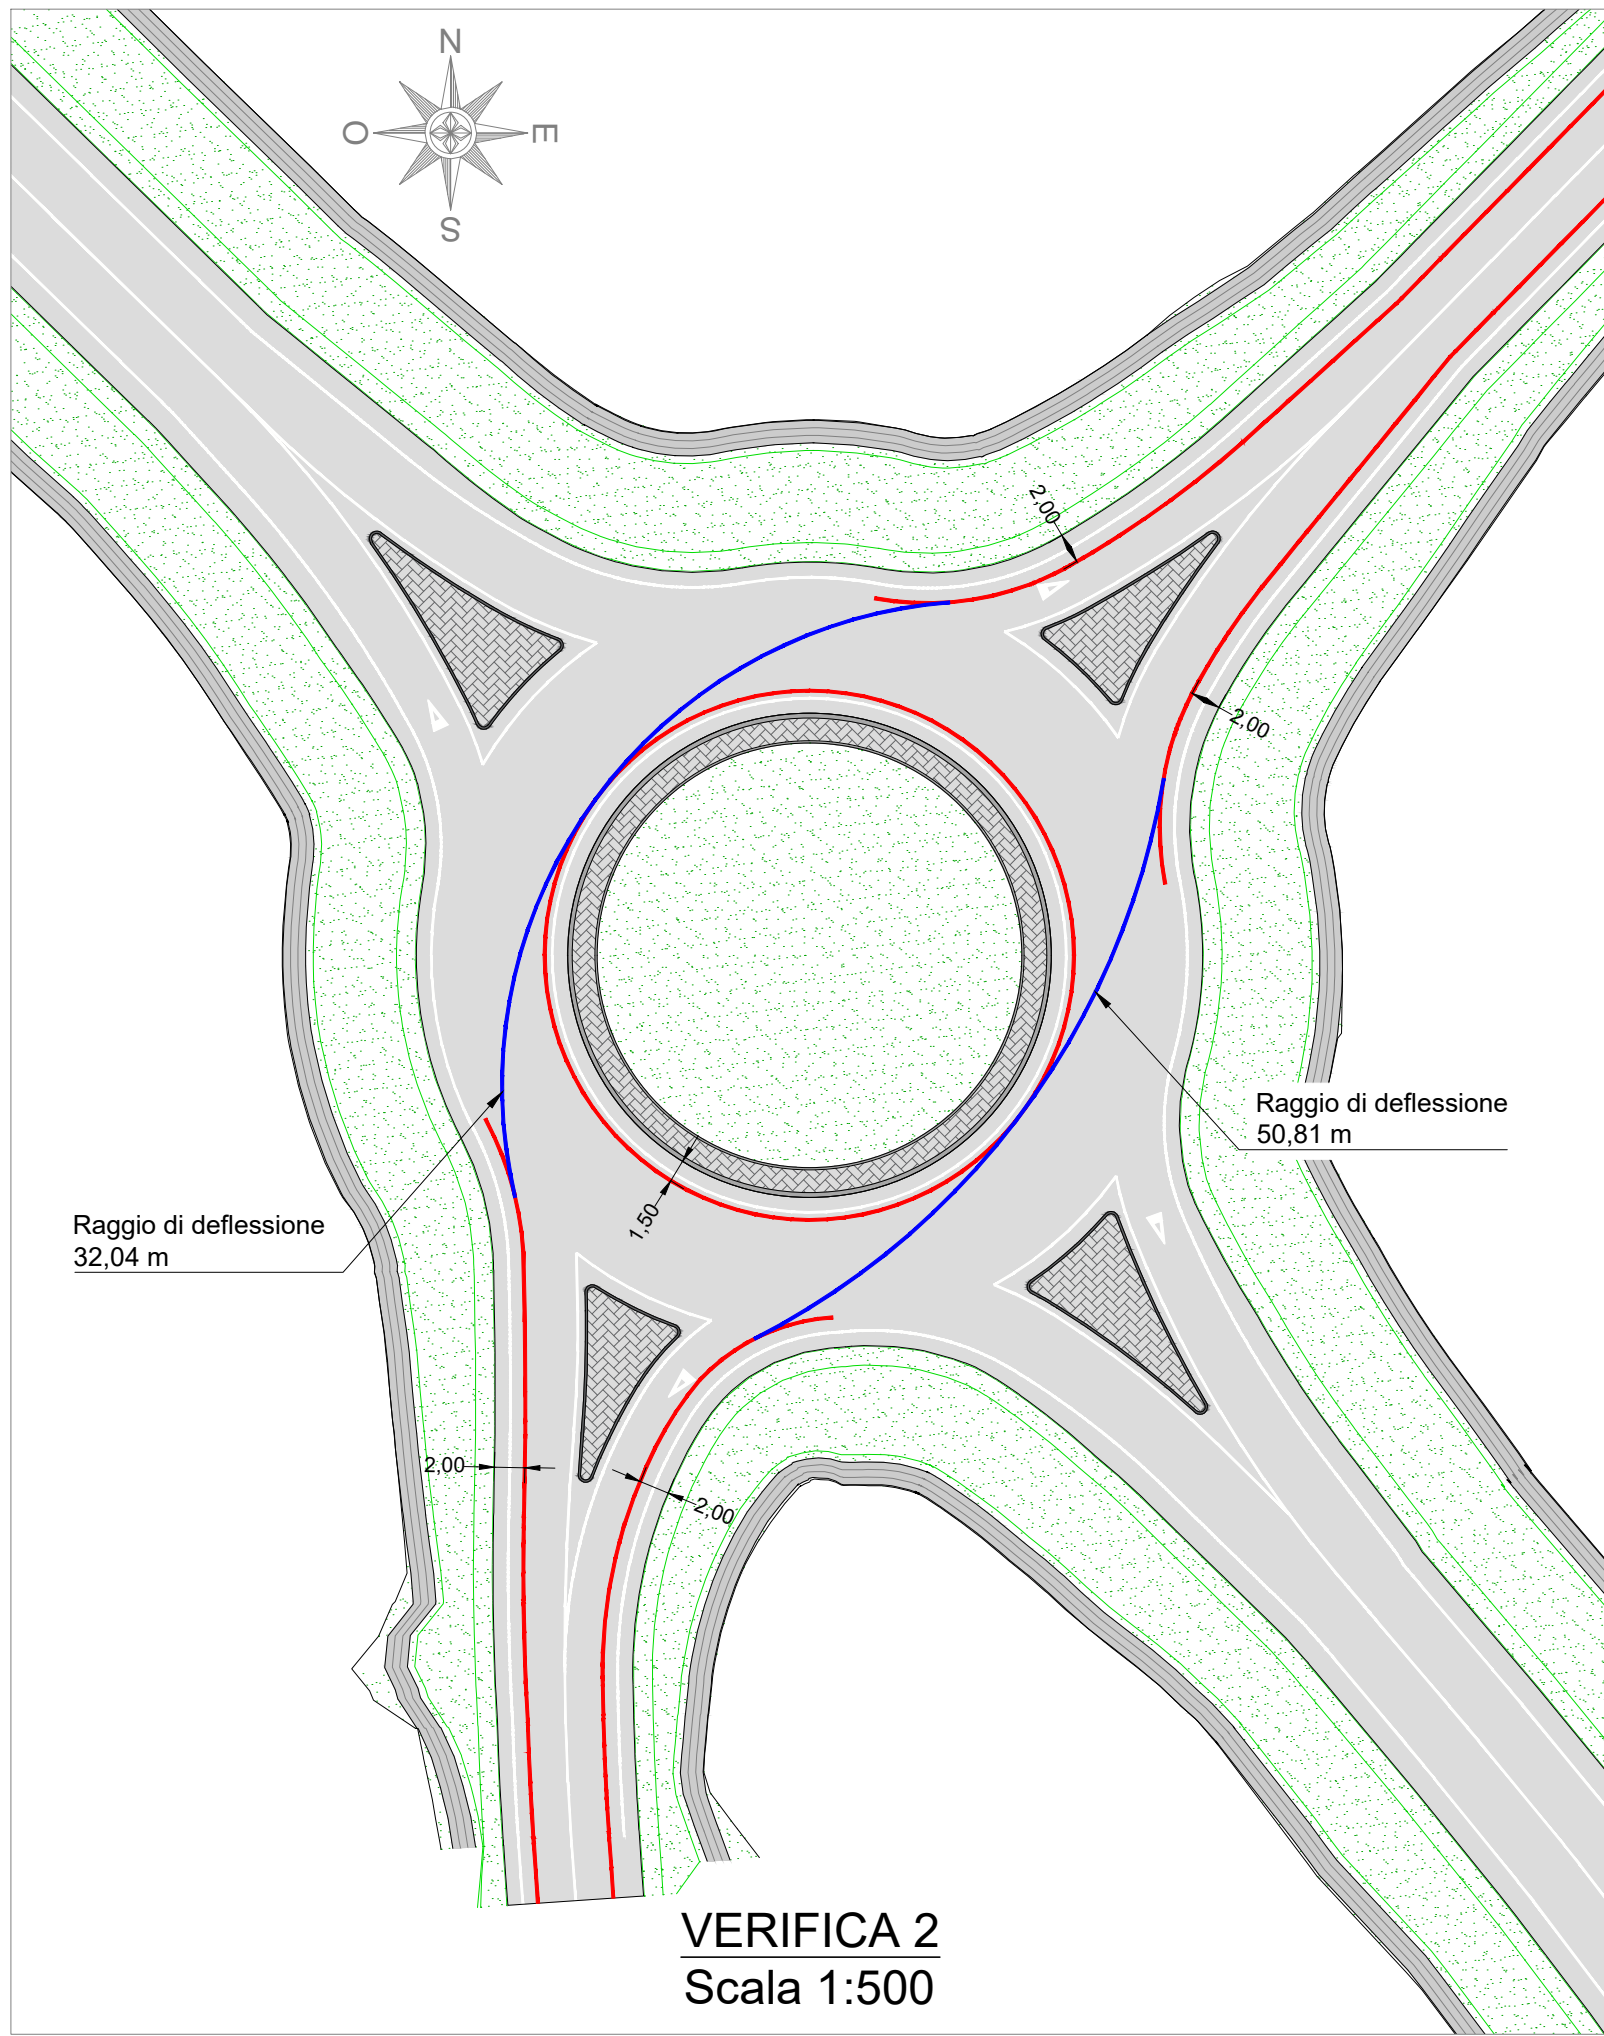 N
O
E
S
2,00
2,00
Raggio di deflessione
50,81 m
1,50
Raggio di deflessione
32,04 m
2,00
2,00
VERIFICA 2
Scala 1:500